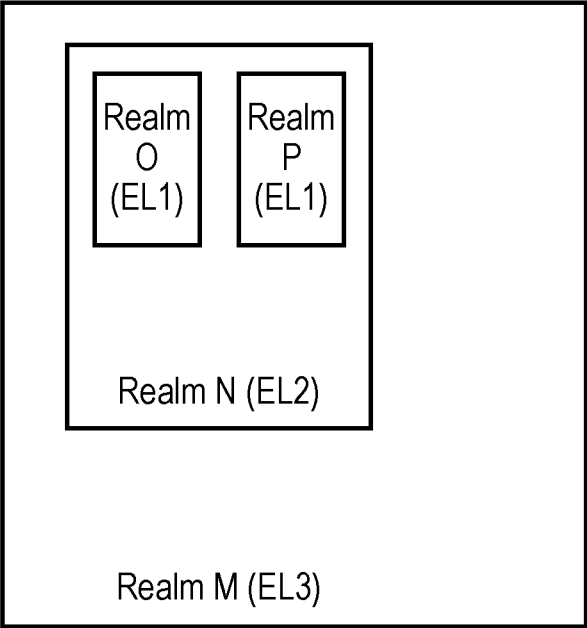 Realm
O
(EL1)
Realm
P
(EL1)
Realm N (EL2)
Realm M (EL3)